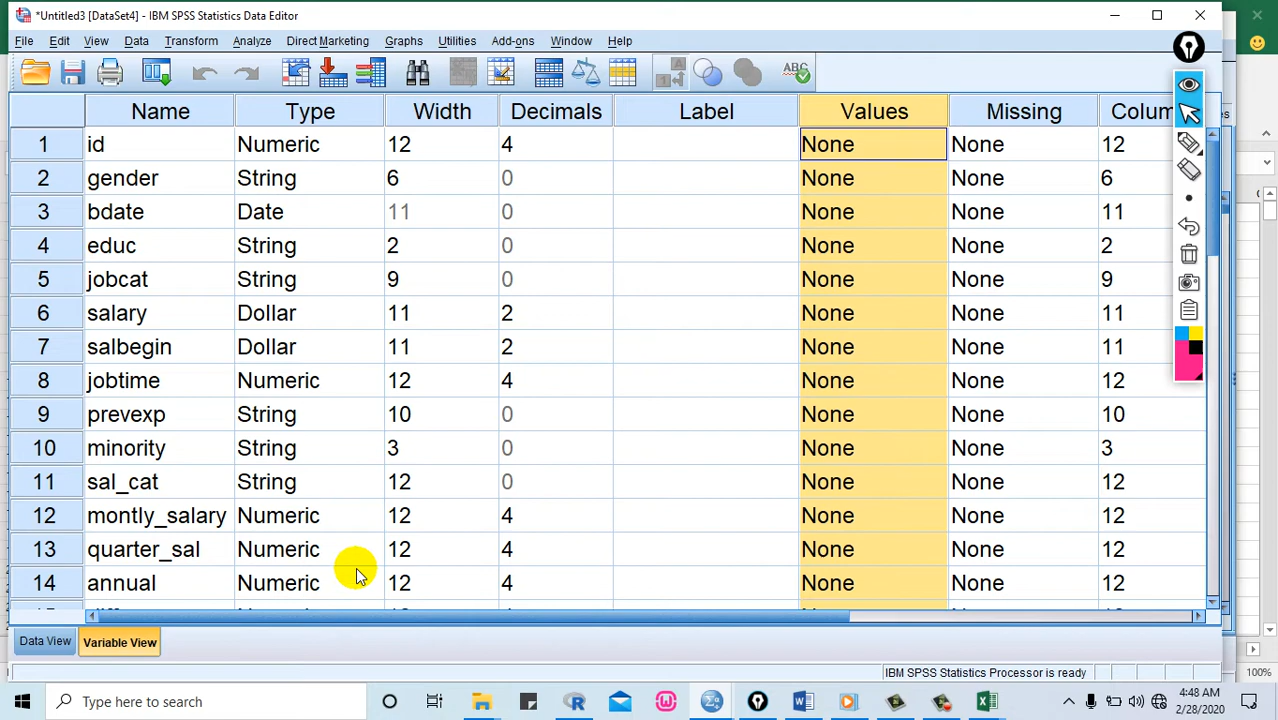 *Untitled3 [DataSet4] - IBM SPSS Statistics Data Editor
File Edit View Data Transform Analyze Direct Marketing Graphs Utilities Add-ons Window Help
Name Type Width Decimals Label Values Missing Colum
1 id Numeric 12 4 None None 12
2 gender String 6 0 None None 6
3 bdate Date 11 0 None None 11
4 educ String 2 0 None None 2
5 jobcat String 9 0 None None 9
6 salary Dollar 11 2 None None 11
7 salbegin Dollar 11 2 None None 11
8 jobtime Numeric 12 4 None None 12
9 prevexp String 10 0 None None 10
10 minority String 3 0 None None 3
11 sal_cat String 12 0 None None 12
12 montly_salary Numeric 12 4 None None 12
13 quarter_sal Numeric 12 4 None None 12
14 annual Numeric 12 4 None None 12
Data View Variable View
IBM SPSS Statistics Processor is ready
100%
Type here to search
4:48 AM
2/28/2020